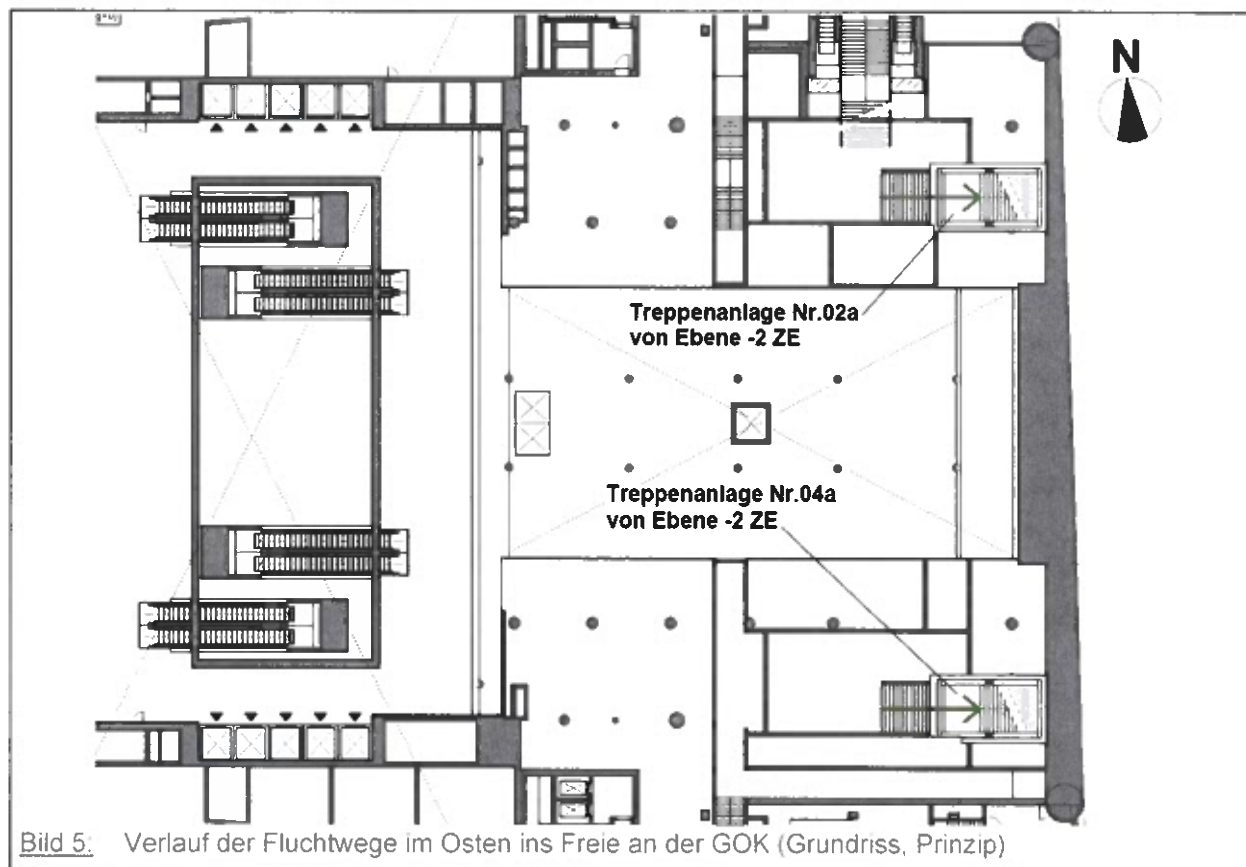 N
Treppenanlage Nr.02a
von Ebene -2 ZE
Treppenanlage Nr.04a
von Ebene -2 ZE
Bild 5: Verlauf der Fluchtwege im Osten ins Freie an der GOK (Grundriss, Prinzip)